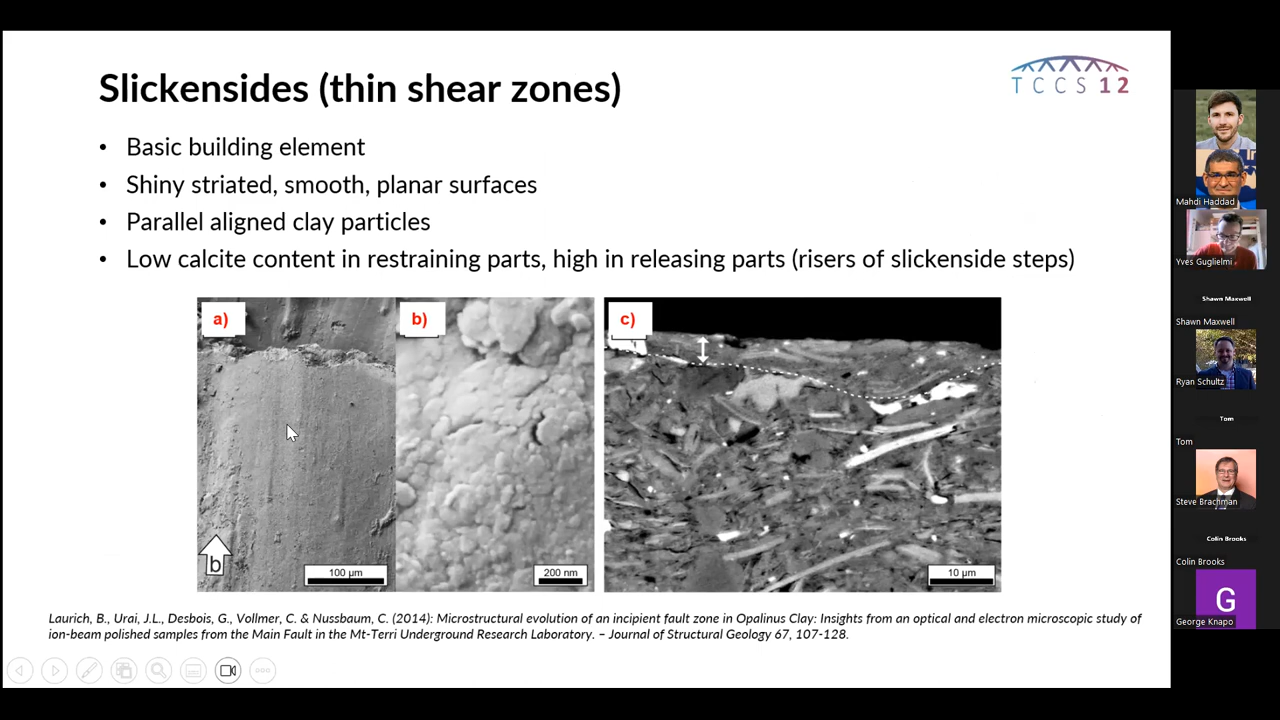 Slickensides (thin shear zones)
TCCS 12
• Basic building element
• Shiny striated, smooth, planar surfaces
• Parallel aligned clay particles
• Low calcite content in restraining parts, high in releasing parts (risers of slickenside steps)
a)
b)
c)
b
100 µm
200 nm
10 µm
Laurich, B., Urai, J.L., Desbois, G., Vollmer, C. & Nussbaum, C. (2014): Microstructural evolution of an incipient fault zone in Opalinus Clay: Insights from an optical and electron microscopic study of
ion-beam polished samples from the Main Fault in the Mt-Terri Underground Research Laboratory. – Journal of Structural Geology 67, 107-128.
Mahdi Haddad
Yves Guglielmi
Shawn Maxwell
Shawn Maxwell
Ryan Schultz
Tom
Tom
Steve Brachman
Colin Brooks
Colin Brooks
G
George Knapo